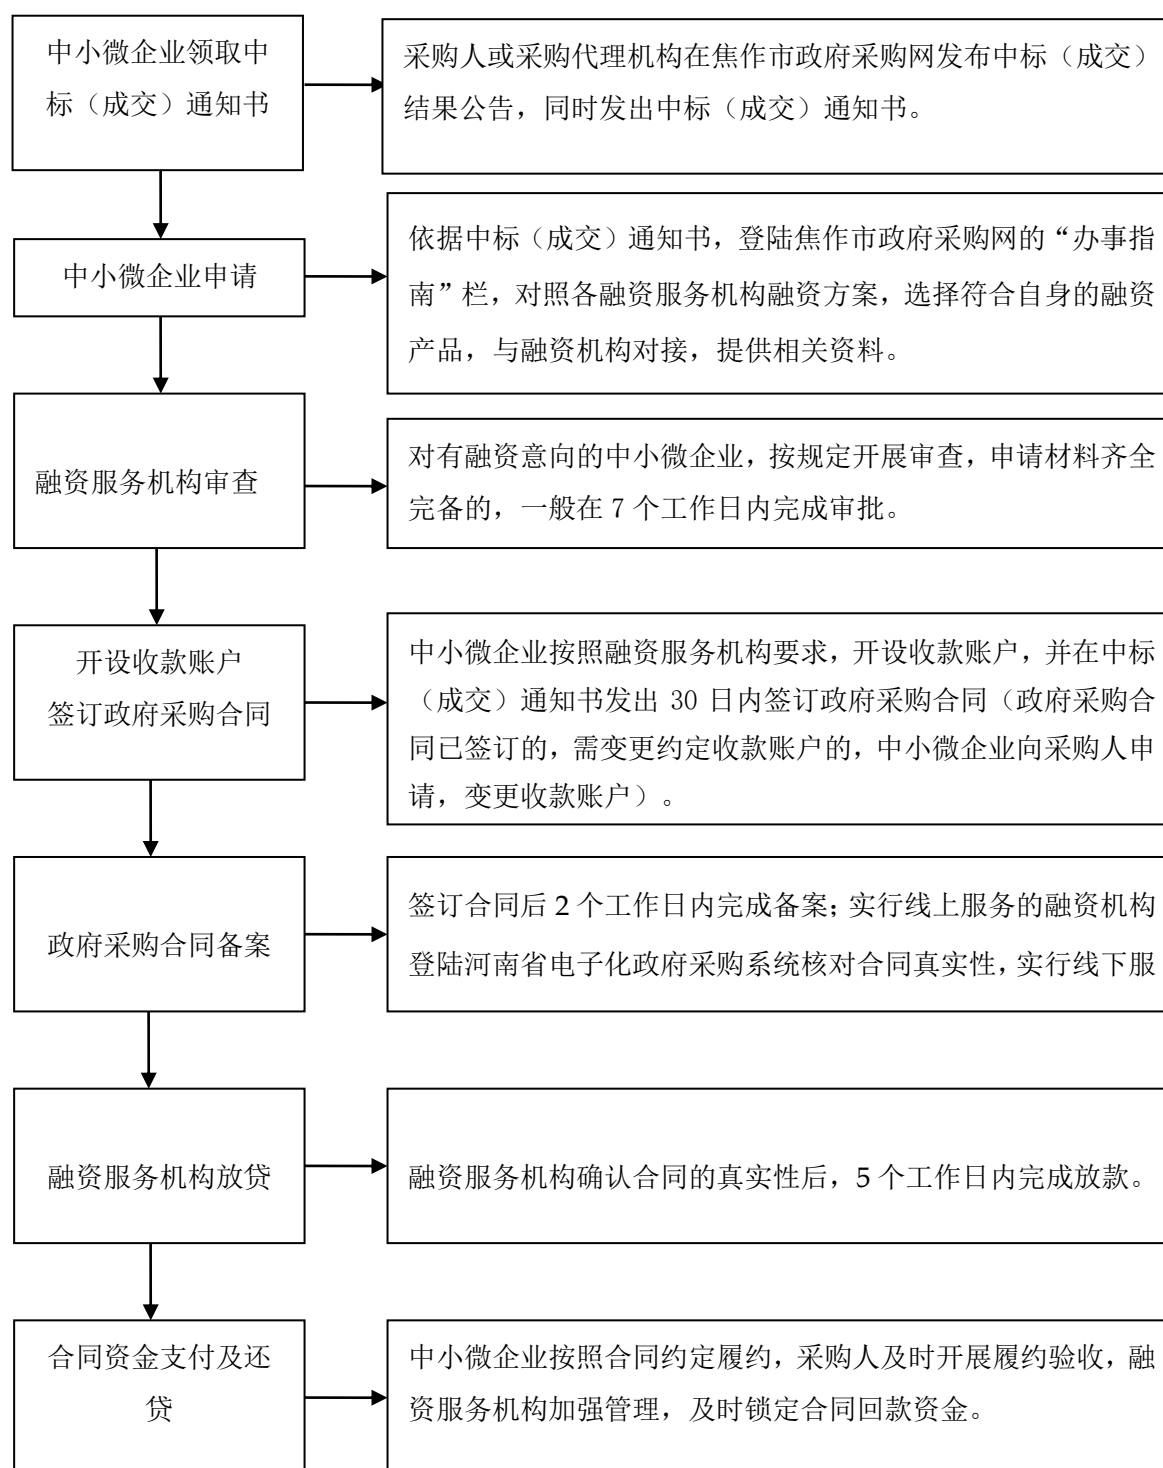 中小微企业领取中
标（成交）通知书
采购人或采购代理机构在焦作市政府采购网发布中标（成交）
结果公告，同时发出中标（成交）通知书。
中小微企业申请
依据中标（成交）通知书，登陆焦作市政府采购网的“办事指
南”栏，对照各融资服务机构融资方案，选择符合自身的融资
产品，与融资机构对接，提供相关资料。
融资服务机构审查
对有融资意向的中小微企业，按规定开展审查，申请材料齐全
完备的，一般在 7 个工作日内完成审批。
开设收款账户
签订政府采购合同
中小微企业按照融资服务机构要求，开设收款账户，并在中标
（成交）通知书发出 30 日内签订政府采购合同（政府采购合
同已签订的，需变更约定收款账户的，中小微企业向采购人申
请，变更收款账户）。
政府采购合同备案
签订合同后 2 个工作日内完成备案；实行线上服务的融资机构
登陆河南省电子化政府采购系统核对合同真实性，实行线下服
融资服务机构放贷
融资服务机构确认合同的真实性后，5 个工作日内完成放款。
合同资金支付及还
贷
中小微企业按照合同约定履约，采购人及时开展履约验收，融
资服务机构加强管理，及时锁定合同回款资金。